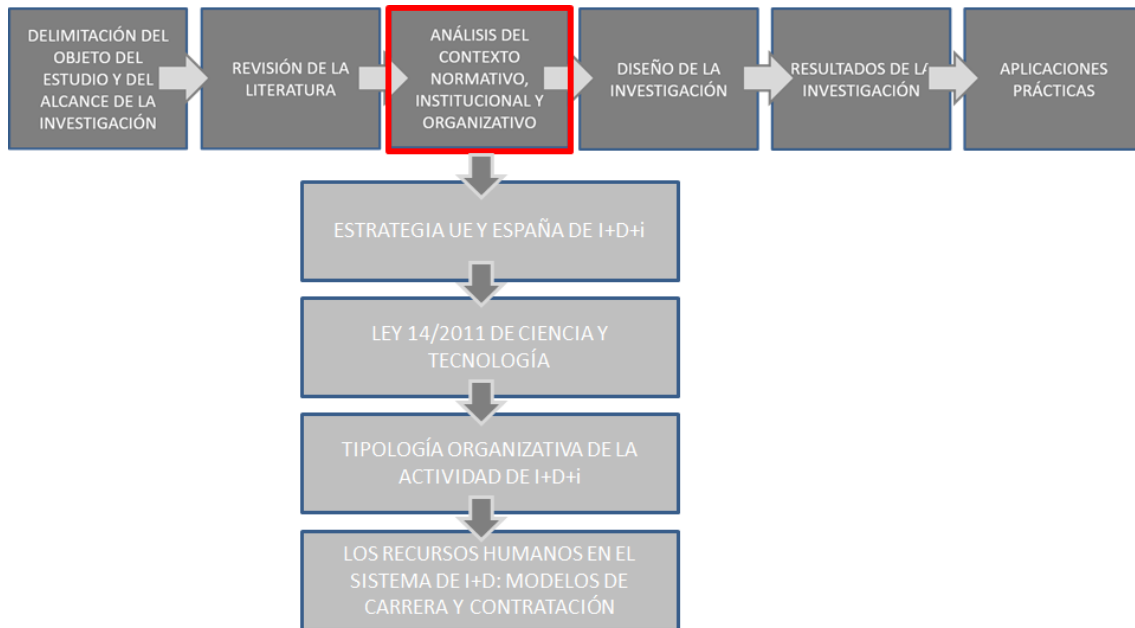 DELIMITACIÓN DEL
OBJETO DEL
ESTUDIO Y DEL
ALCANCE DE LA
INVESTIGACIÓN
REVISIÓN DE LA
LITERATURA
ANÁLISIS DEL
CONTEXTO
NORMATIVO,
INSTITUCIONAL Y
ORGANIZATIVO
DISEÑO DE LA
INVESTIGACIÓN
RESULTADOS DE LA
INVESTIGACIÓN
APLICACIONES
PRÁCTICAS
ESTRATEGIA UE Y ESPAÑA DE I+D+i
LEY 14/2011 DE CIENCIA Y
TECNOLOGÍA
TIPOLOGÍA ORGANIZATIVA DE LA
ACTIVIDAD DE I+D+i
LOS RECURSOS HUMANOS EN EL
SISTEMA DE I+D: MODELOS DE
CARRERA Y CONTRATACIÓN